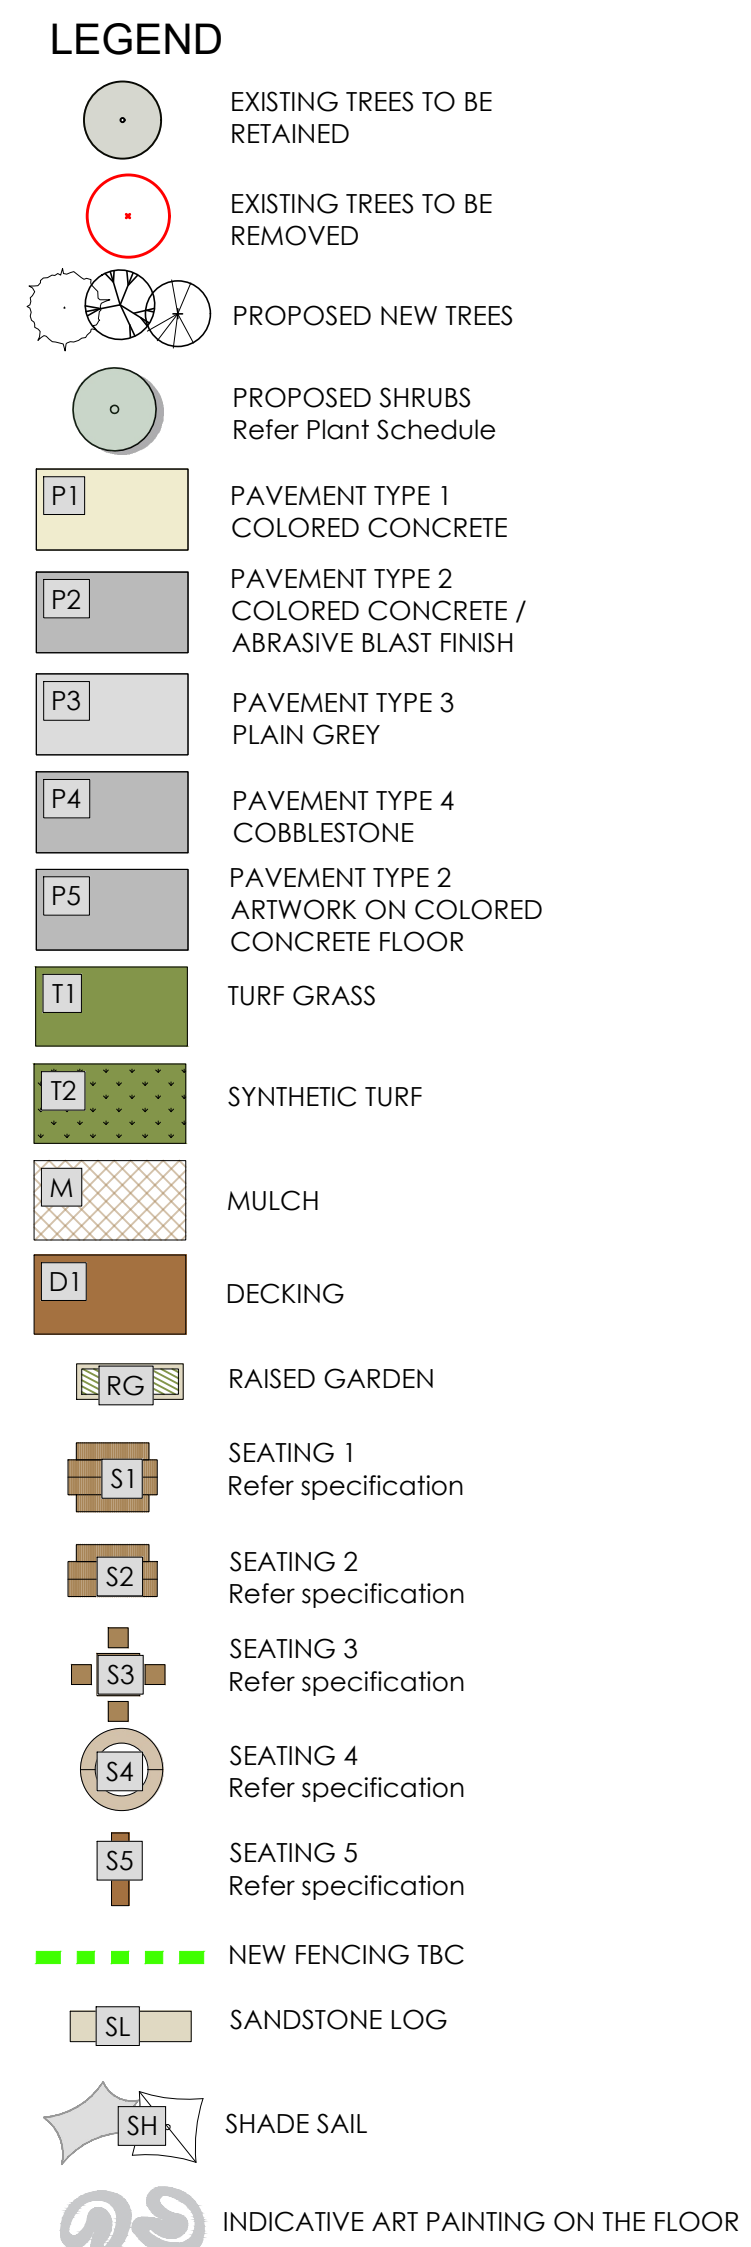 LEGEND
EXISTING TREES TO BE
RETAINED
EXISTING TREES TO BE
REMOVED
PROPOSED NEW TREES
PROPOSED SHRUBS
Refer Plant Schedule
P1
PAVEMENT TYPE 1
COLORED CONCRETE
P2
PAVEMENT TYPE 2
COLORED CONCRETE /
ABRASIVE BLAST FINISH
P3
PAVEMENT TYPE 3
PLAIN GREY
P4
PAVEMENT TYPE 4
COBBLESTONE
P5
PAVEMENT TYPE 2
ARTWORK ON COLORED
CONCRETE FLOOR
T1
TURF GRASS
T2
SYNTHETIC TURF
M
MULCH
D1
DECKING
RG
RAISED GARDEN
S1
SEATING 1
Refer specification
S2
SEATING 2
Refer specification
S3
SEATING 3
Refer specification
S4
SEATING 4
Refer specification
S5
SEATING 5
Refer specification
NEW FENCING TBC
SL
SANDSTONE LOG
SH
SHADE SAIL
INDICATIVE ART PAINTING ON THE FLOOR